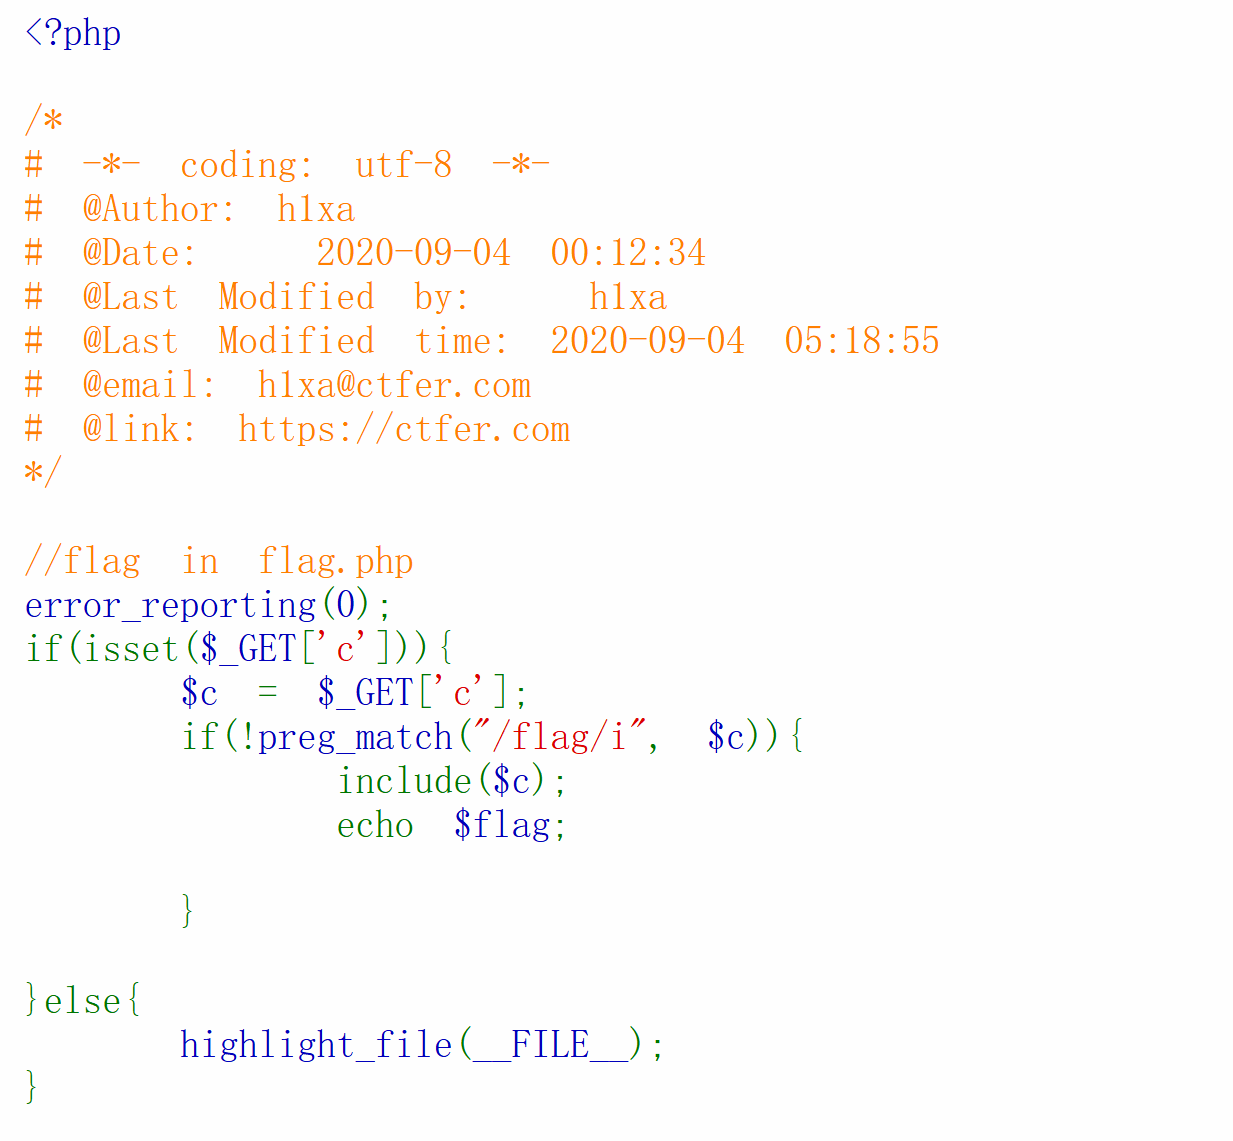 <?php
/*
# -*- coding: utf-8 -*-
# @Author: h1xa
# @Date:   2020-09-04 00:12:34
# @Last Modified by:   h1xa
# @Last Modified time: 2020-09-04 05:18:55
# @email: h1xa@ctfer.com
# @link: https://ctfer.com
*/
//flag in flag.php
error_reporting(0);
if(isset($_GET['c'])){
    $c = $_GET['c'];
    if(!preg_match("/flag/i", $c)){
        include($c);
        echo $flag;
    }
}else{
    highlight_file(__FILE__);
}